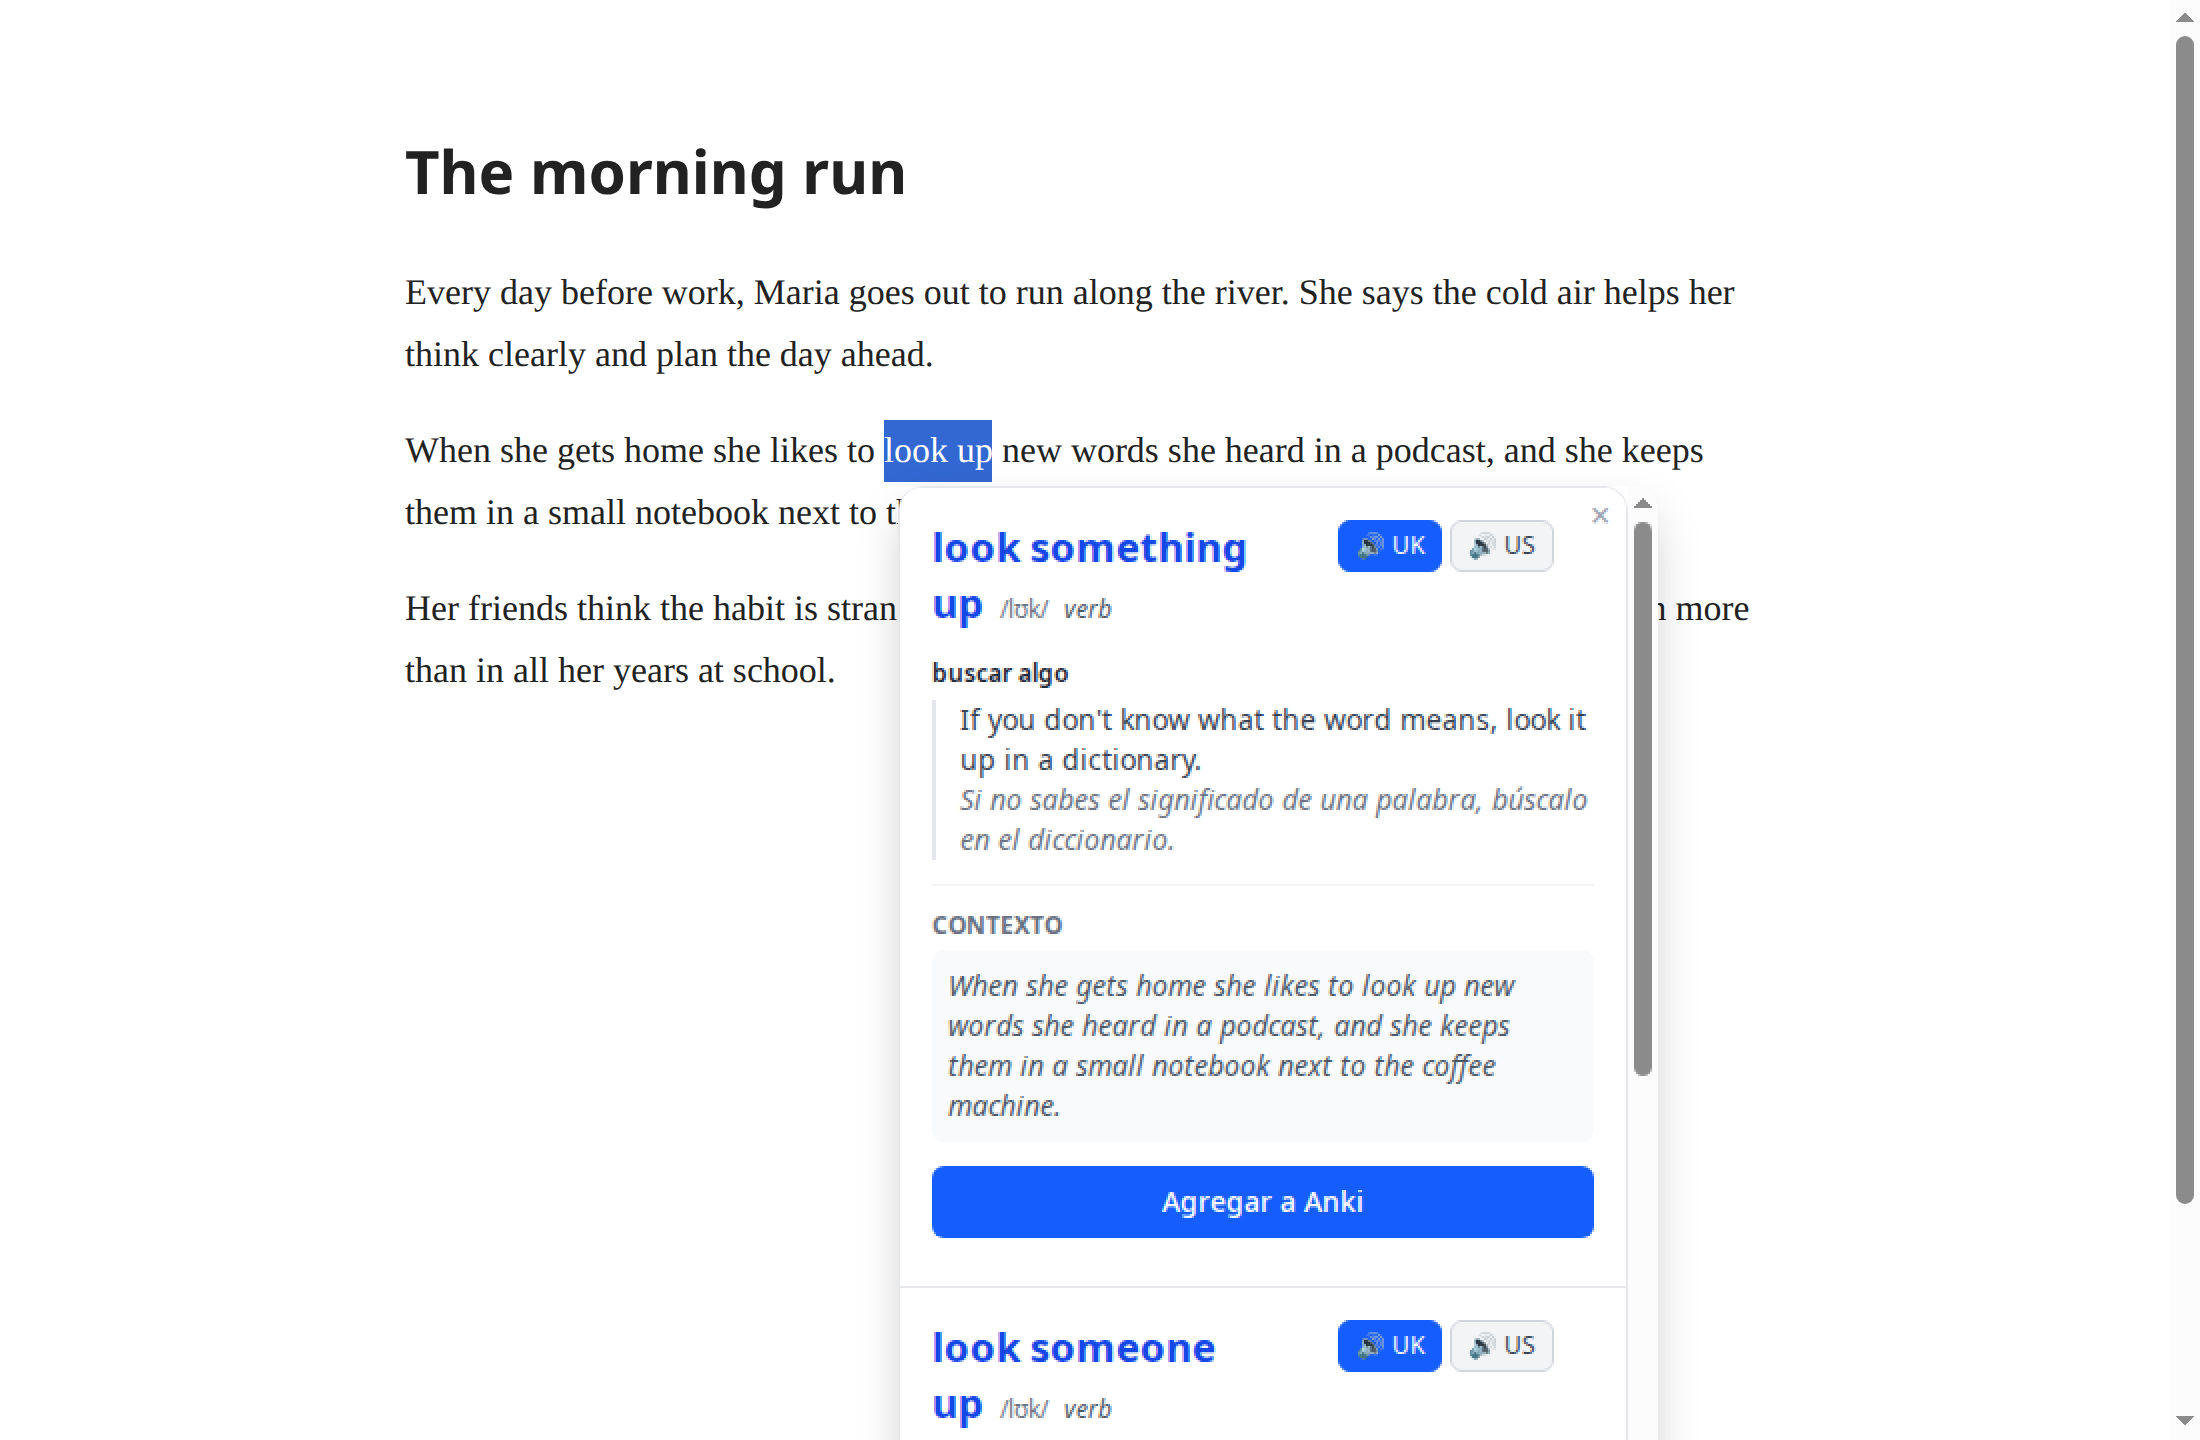 The morning run
Every day before work, Maria goes out to run along the river. She says the cold air helps her
think clearly and plan the day ahead.
When she gets home she likes to look up new words she heard in a podcast, and she keeps
them in a small notebook next to
Her friends think the habit is stran
more
than in all her years at school.
×
look something
up /lʊk/ verb
🔊 UK
🔊 US
buscar algo
If you don't know what the word means, look it
up in a dictionary.
Si no sabes el significado de una palabra, búscalo
en el diccionario.
CONTEXTO
When she gets home she likes to look up new
words she heard in a podcast, and she keeps
them in a small notebook next to the coffee
machine.
Agregar a Anki
look someone
up /lʊk/ verb
🔊 UK
🔊 US